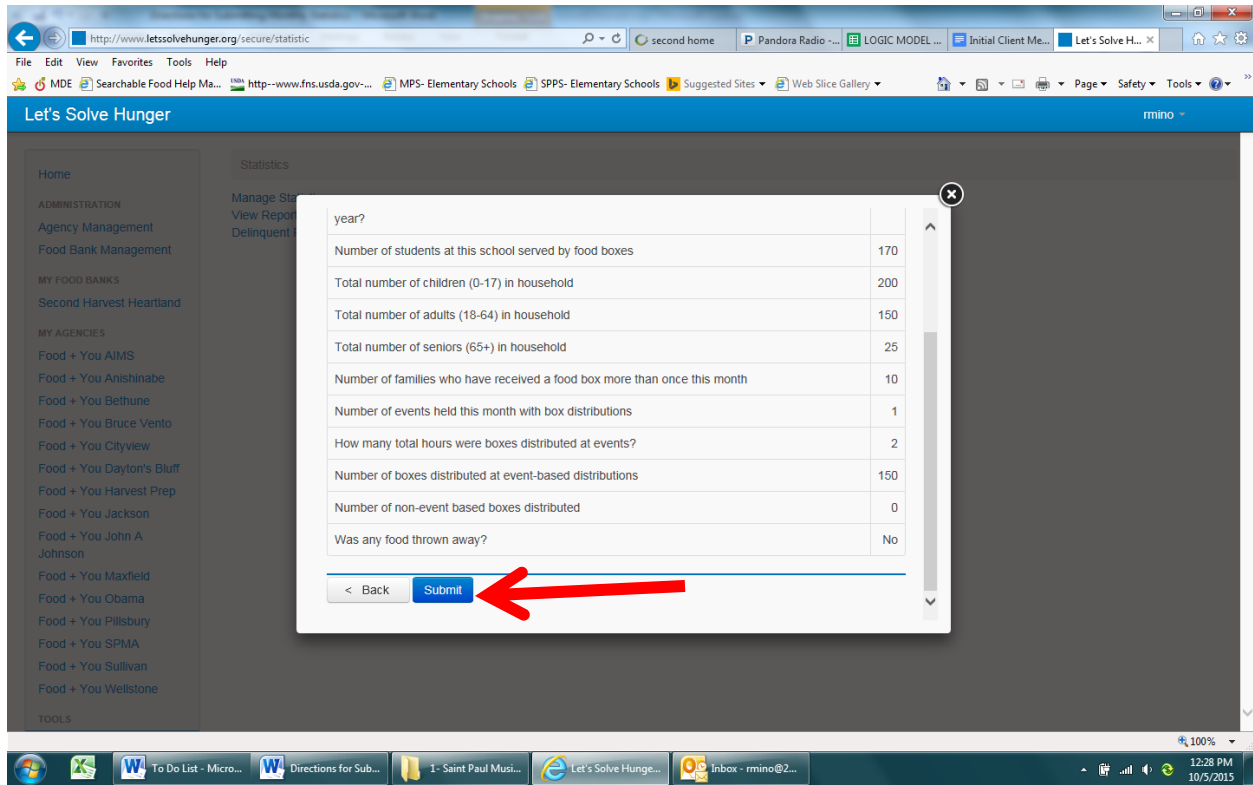 http://www.letssolvehunger.org/secure/statistic
second home
Pandora Radio -...
LOGIC MODEL ...
Initial Client Me...
Let's Solve H...
File Edit View Favorites Tools Help
MDE Searchable Food Help Ma... http--www.fns.usda.gov-... MPS- Elementary Schools SPPS- Elementary Schools Suggested Sites Web Slice Gallery Page Safety Tools
Let's Solve Hunger
rmino
Home
ADMINISTRATION
Agency Management
Food Bank Management
MY FOOD BANKS
Second Harvest Heartland
MY AGENCIES
Food + You AIMS
Food + You Anishinabe
Food + You Bethune
Food + You Bruce Vento
Food + You Cityview
Food + You Dayton's Bluff
Food + You Harvest Prep
Food + You Jackson
Food + You John A
Johnson
Food + You Maxfield
Food + You Obama
Food + You Pillsbury
Food + You SPMA
Food + You Sullivan
Food + You Wellstone
TOOLS
Statistics
Manage Sta
View Repor
Delinquent
year?
Number of students at this school served by food boxes 170
Total number of children (0-17) in household 200
Total number of adults (18-64) in household 150
Total number of seniors (65+) in household 25
Number of families who have received a food box more than once this month 10
Number of events held this month with box distributions 1
How many total hours were boxes distributed at events? 2
Number of boxes distributed at event-based distributions 150
Number of non-event based boxes distributed 0
Was any food thrown away? No
< Back Submit
100%
To Do List - Micro...
Directions for Sub...
1- Saint Paul Musi...
Let's Solve Hunge...
Inbox - rmino@2...
12:28 PM
10/5/2015